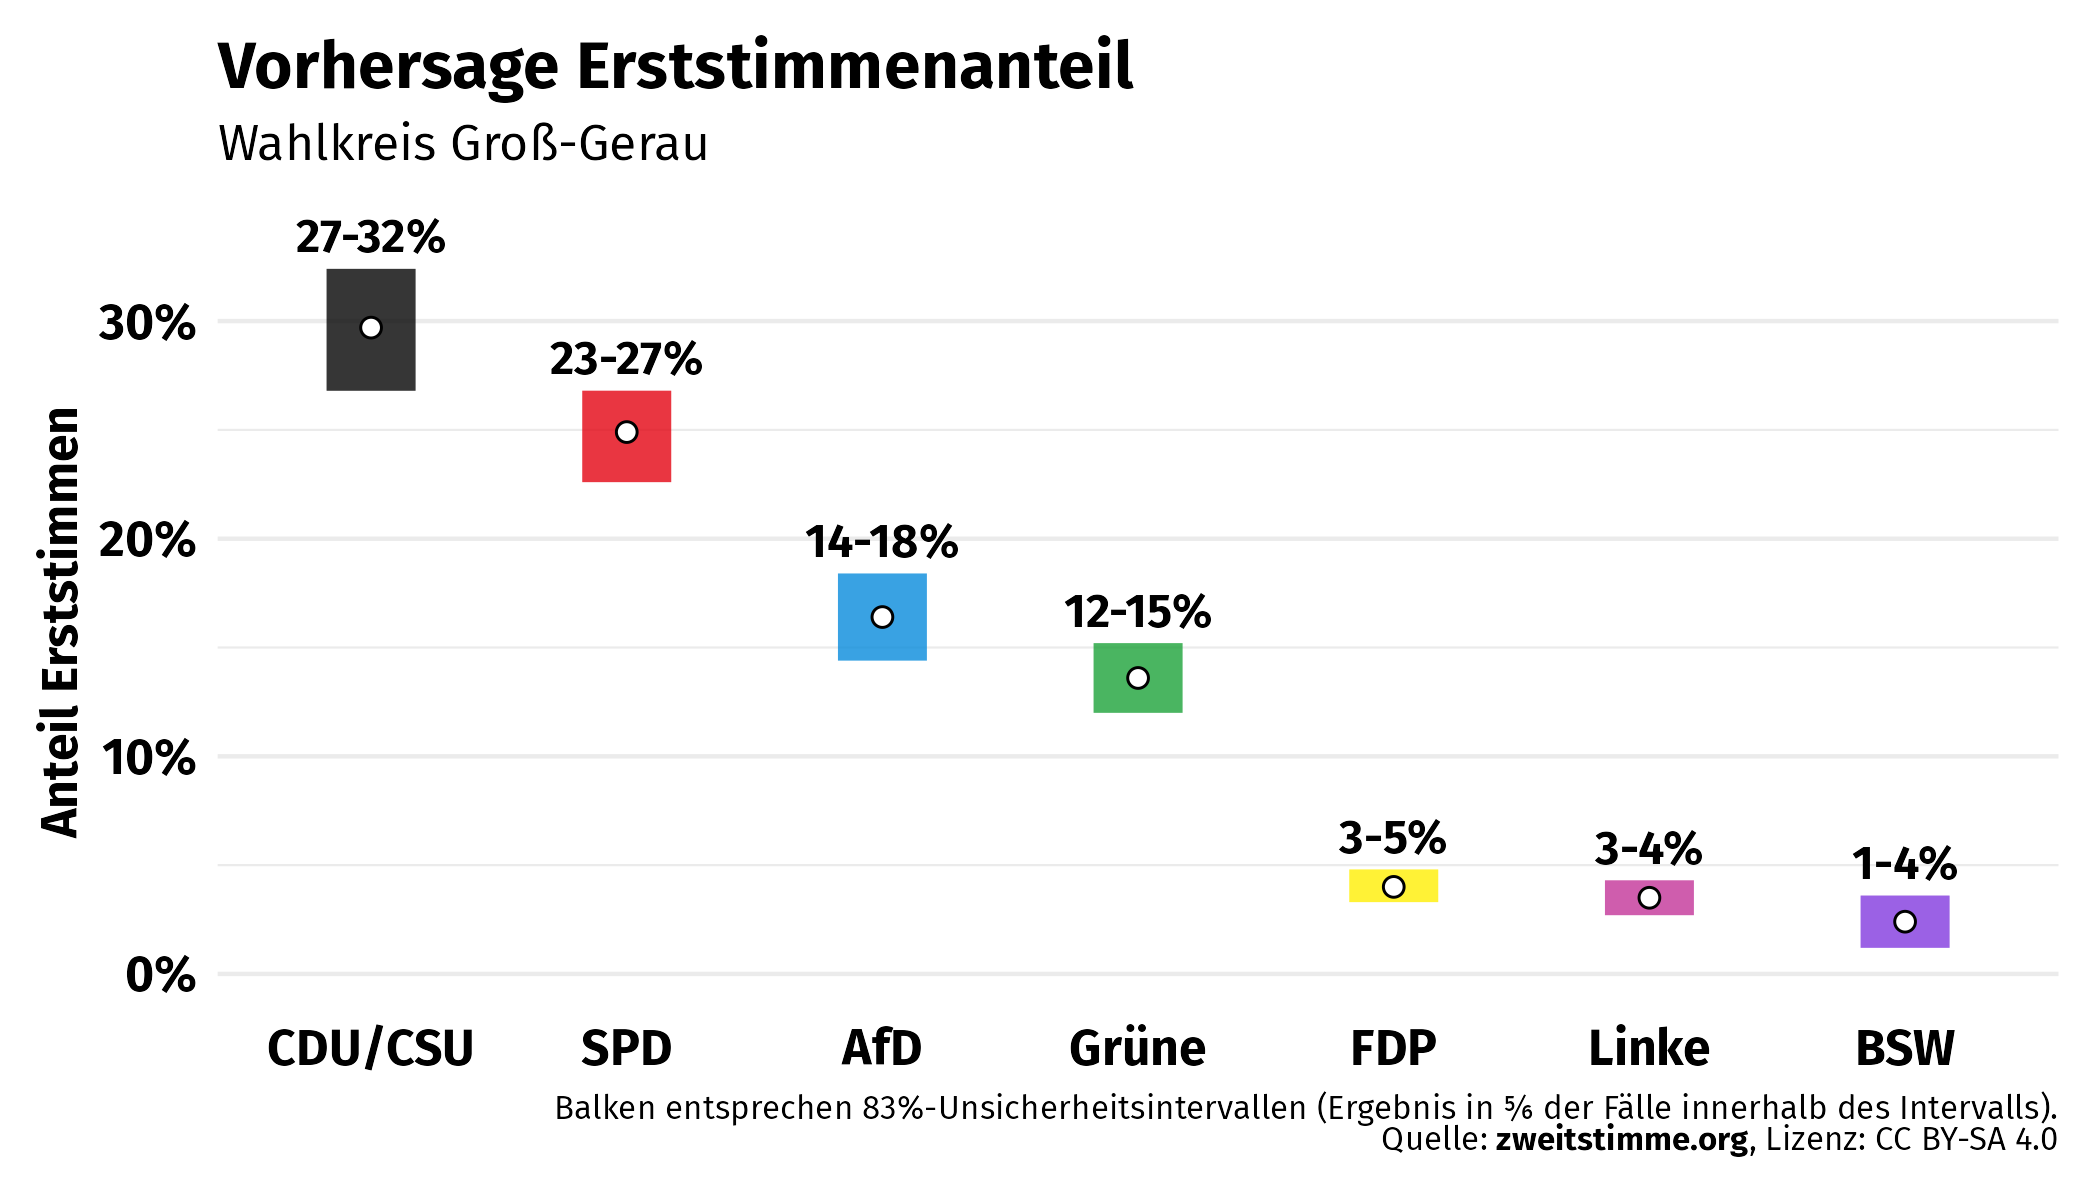 Vorhersage Erststimmenanteil
Wahlkreis Groß-Gerau
27-32%
30%
23-27%
Anteil Erststimmen
20%
14-18%
12-15%
10%
3-5%
3-4%
1-4%
0%
CDU/CSU SPD AfD Grüne FDP Linke BSW
Balken entsprechen 83%-Unsicherheitsintervallen (Ergebnis in ⅚ der Fälle innerhalb des Intervalls).
Quelle: zweitstimme.org, Lizenz: CC BY-SA 4.0